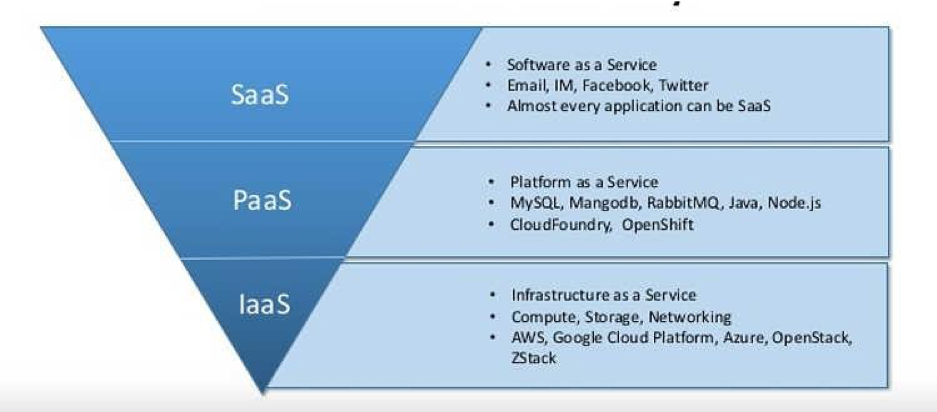 SaaS
• Software as a Service
• Email, IM, Facebook, Twitter
• Almost every application can be SaaS
PaaS
• Platform as a Service
• MySQL, Mangodb, RabbitMQ, Java, Node.js
• CloudFoundry, OpenShift
IaaS
• Infrastructure as a Service
• Compute, Storage, Networking
• AWS, Google Cloud Platform, Azure, OpenStack,
ZStack